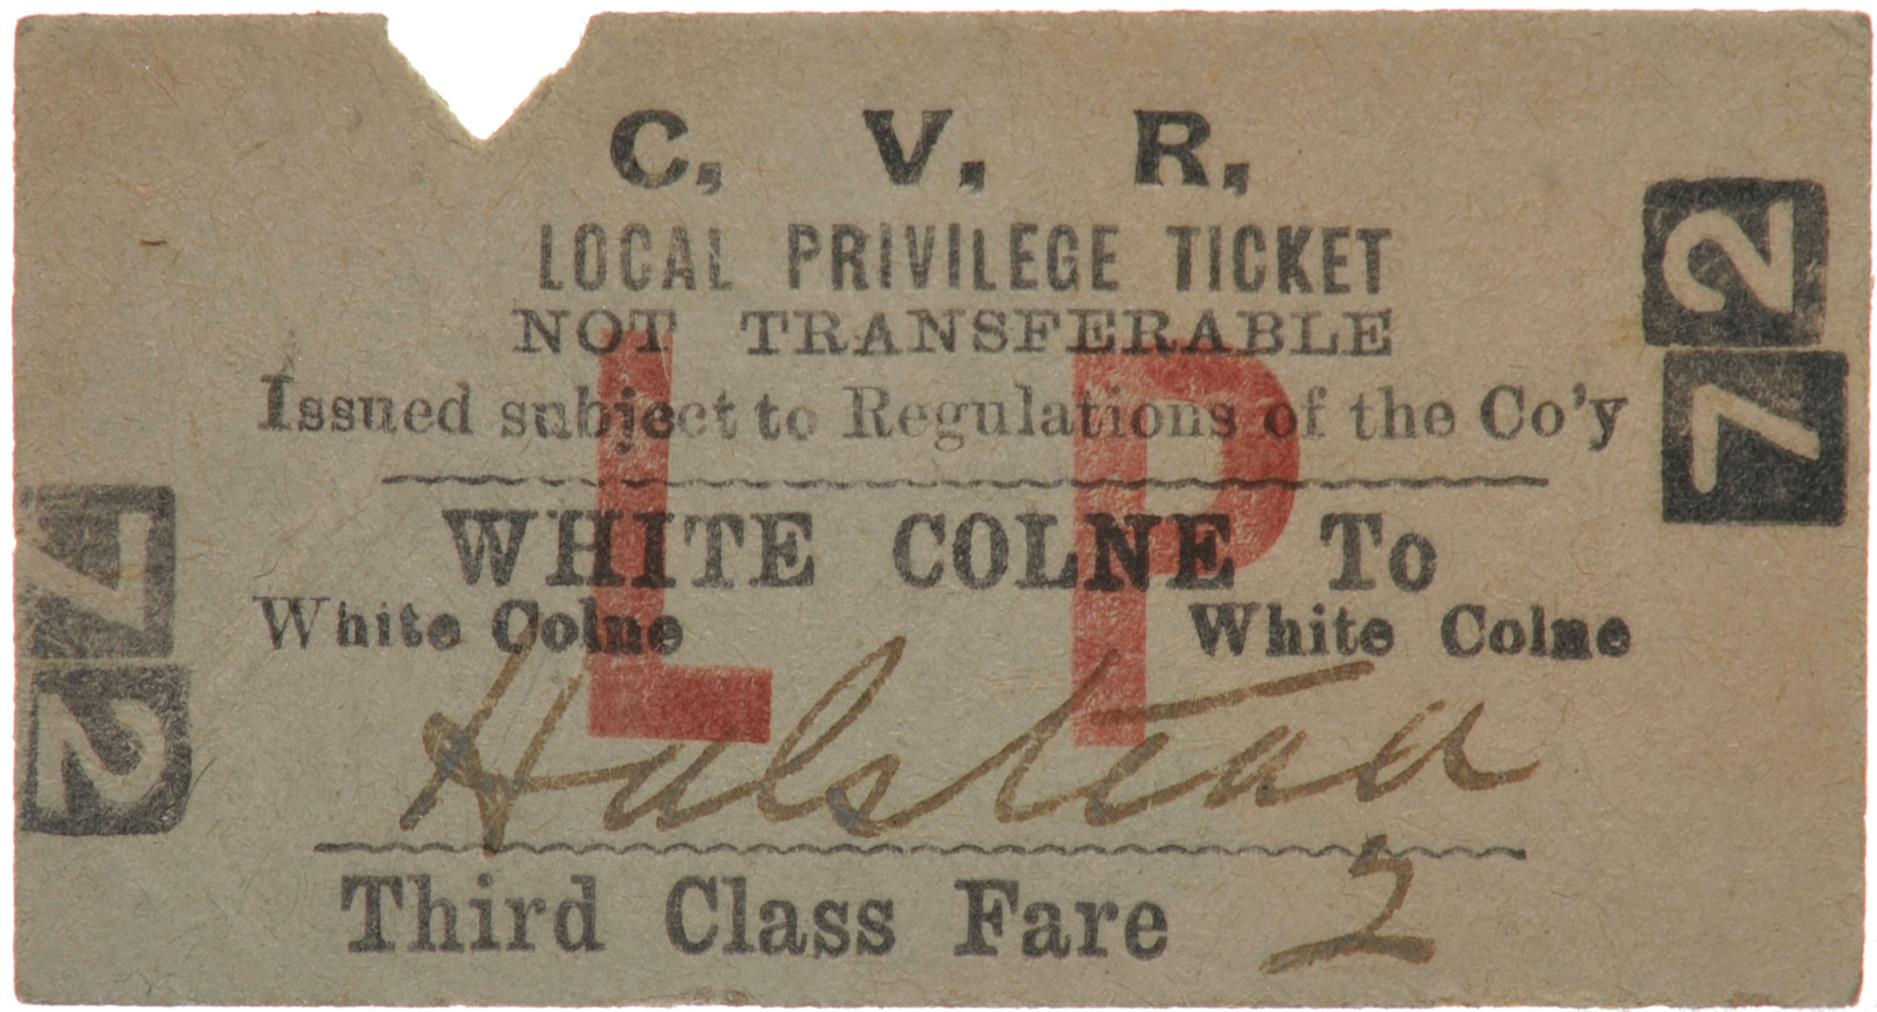 C. V. R.
LOCAL PRIVILEGE TICKET
NOT TRANSFERABLE
Issued subject to Regulations of the Co'y
L P
WHITE COLNE To
White Colne White Colne
Halstead
Third Class Fare 2
72
72